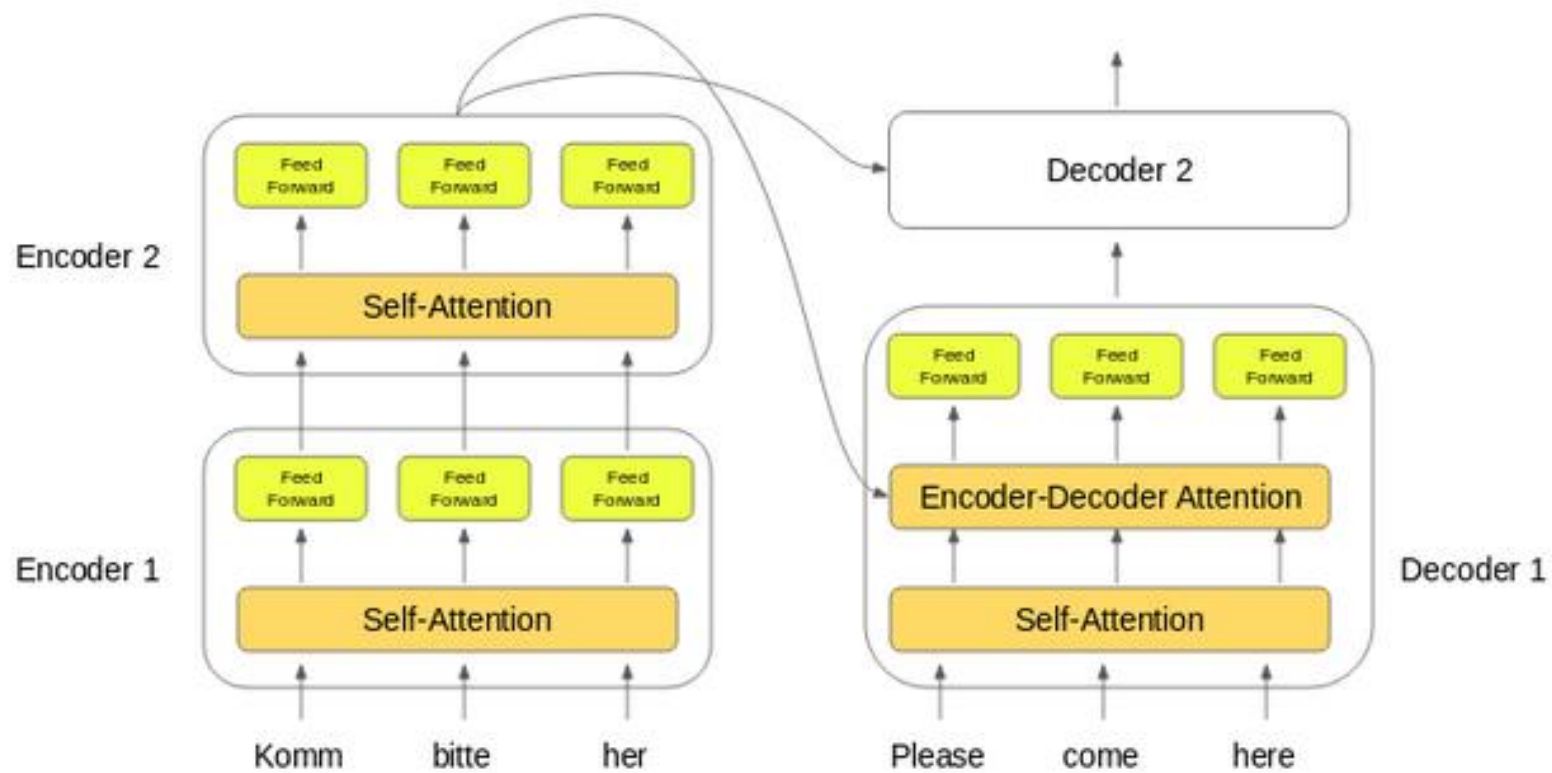 Encoder 2
Feed
Forward
Feed
Forward
Feed
Forward
Self-Attention
Encoder 1
Feed
Forward
Feed
Forward
Feed
Forward
Self-Attention
Komm bitte her
Decoder 2
Feed
Forward
Feed
Forward
Feed
Forward
Encoder-Decoder Attention
Self-Attention
Decoder 1
Please come here